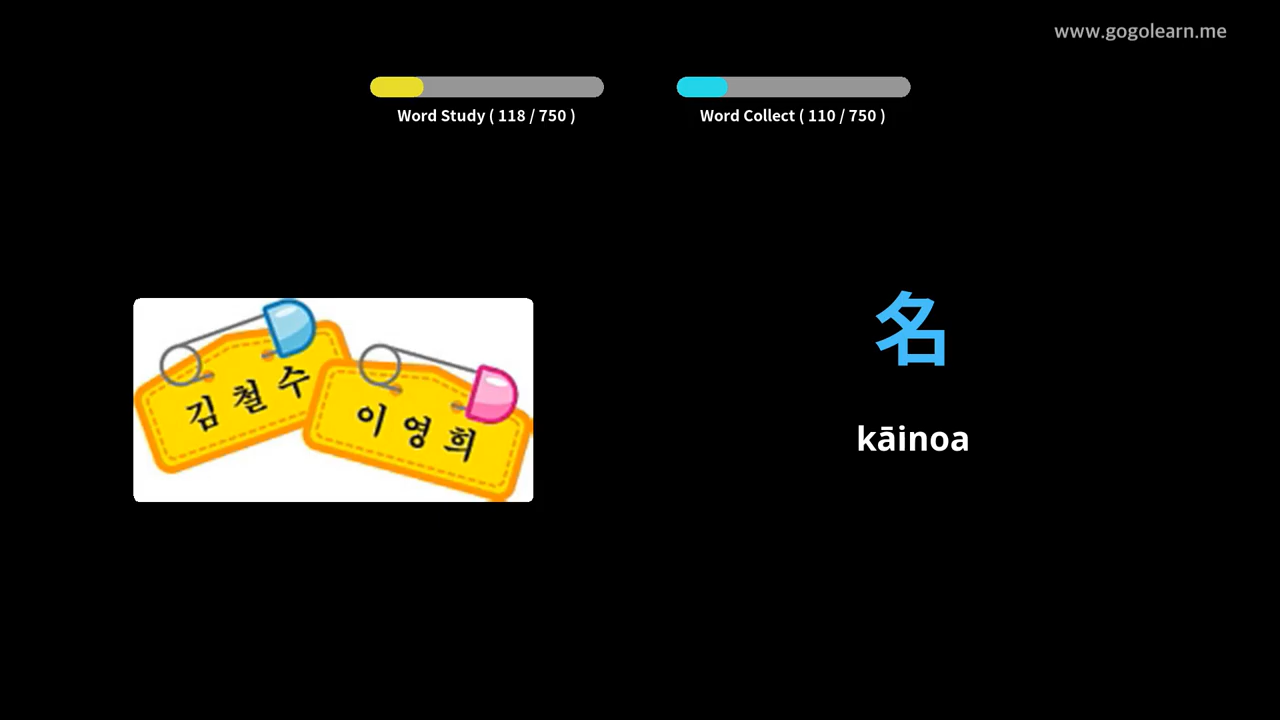 www.gogolearn.me
Word Study ( 118 / 750 )
Word Collect ( 110 / 750 )
김 철 수
이 영 희
名
kāinoa